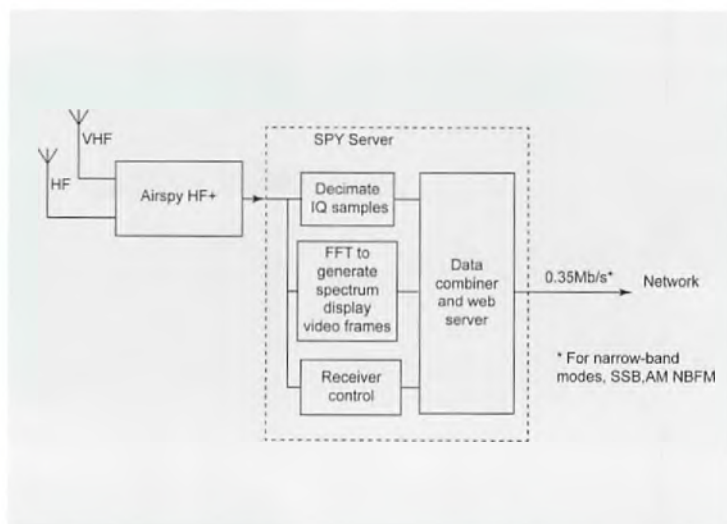 VHF
HF
Airspy HF+
SPY Server
Decimate
IQ samples
FFT to
generate
spectrum
display
video frames
Receiver
control
Data
combiner
and web
server
0.35Mb/s*
Network
* For narrow-band
modes, SSB,AM NBFM